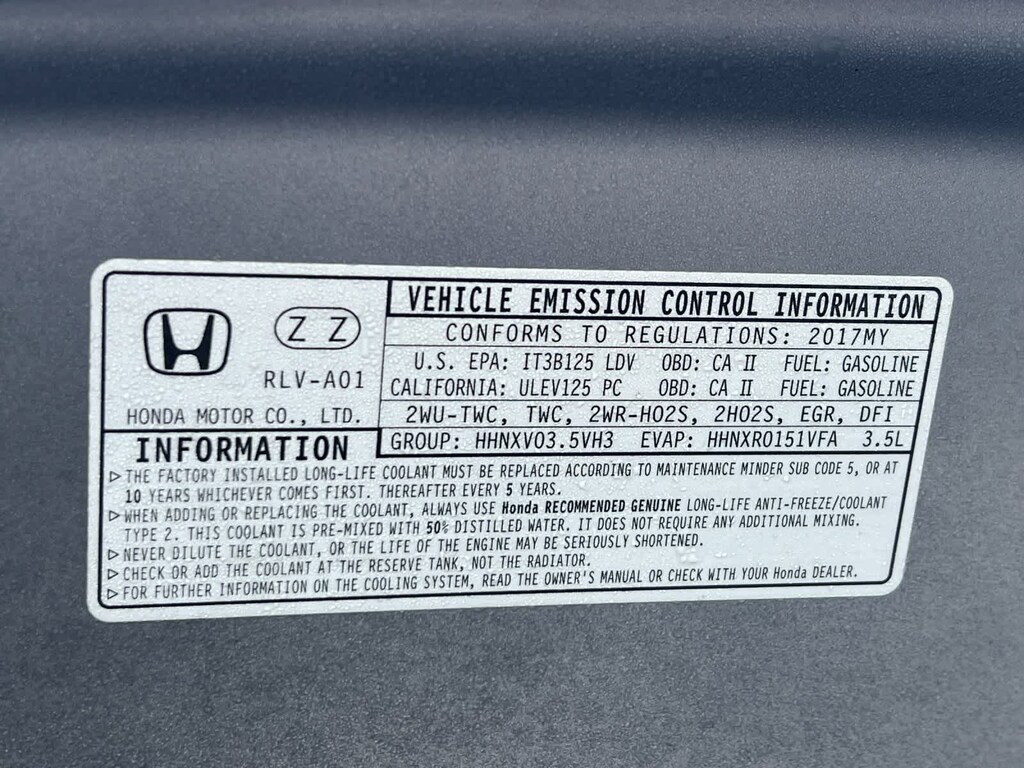 Z Z
RLV-A01
HONDA MOTOR CO., LTD.
VEHICLE EMISSION CONTROL INFORMATION
CONFORMS TO REGULATIONS: 2017MY
U.S. EPA: IT3B125 LDV OBD: CA II FUEL: GASOLINE
CALIFORNIA: ULEV125 PC OBD: CA II FUEL: GASOLINE
2WU-TWC, TWC, 2WR-HO2S, 2HO2S, EGR, DFI
GROUP: HHNXV03.5VH3 EVAP: HHNXR0151VFA 3.5L
INFORMATION
▷THE FACTORY INSTALLED LONG-LIFE COOLANT MUST BE REPLACED ACCORDING TO MAINTENANCE MINDER SUB CODE 5, OR AT
10 YEARS WHICHEVER COMES FIRST. THEREAFTER EVERY 5 YEARS.
▷WHEN ADDING OR REPLACING THE COOLANT, ALWAYS USE Honda RECOMMENDED GENUINE LONG-LIFE ANTI-FREEZE/COOLANT
TYPE 2. THIS COOLANT IS PRE-MIXED WITH 50% DISTILLED WATER. IT DOES NOT REQUIRE ANY ADDITIONAL MIXING.
▷NEVER DILUTE THE COOLANT, OR THE LIFE OF THE ENGINE MAY BE SERIOUSLY SHORTENED.
▷CHECK OR ADD THE COOLANT AT THE RESERVE TANK, NOT THE RADIATOR.
▷FOR FURTHER INFORMATION ON THE COOLING SYSTEM, READ THE OWNER'S MANUAL OR CHECK WITH YOUR Honda DEALER.